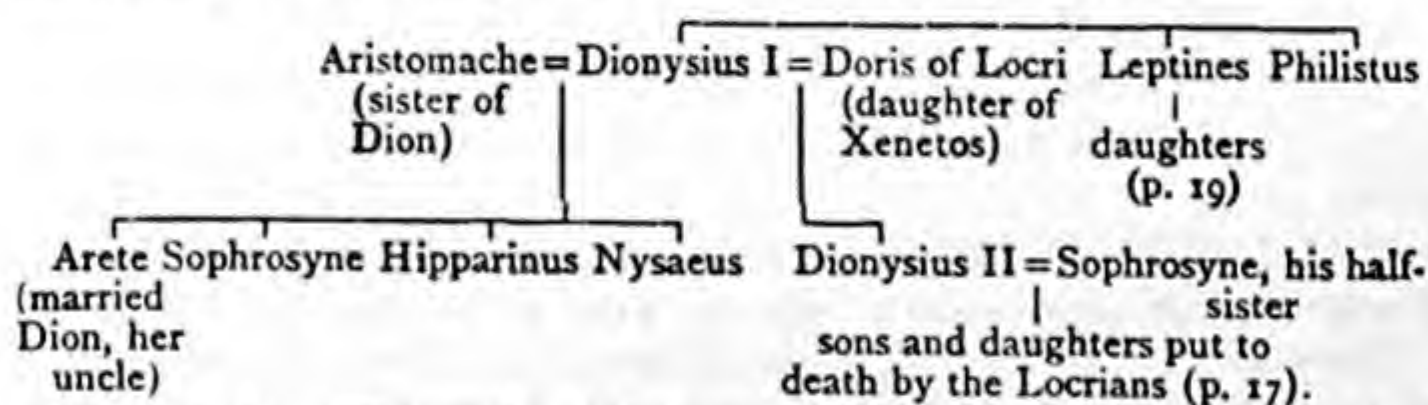 Aristomache = Dionysius I = Doris of Locri Leptines Philistus
(sister of (daughter of
Dion) Xenetos) daughters
(p. 19)
Arete Sophrosyne Hipparinus Nysaeus Dionysius II = Sophrosyne, his half-
(married sister
Dion, her sons and daughters put to
uncle) death by the Locrians (p. 17).